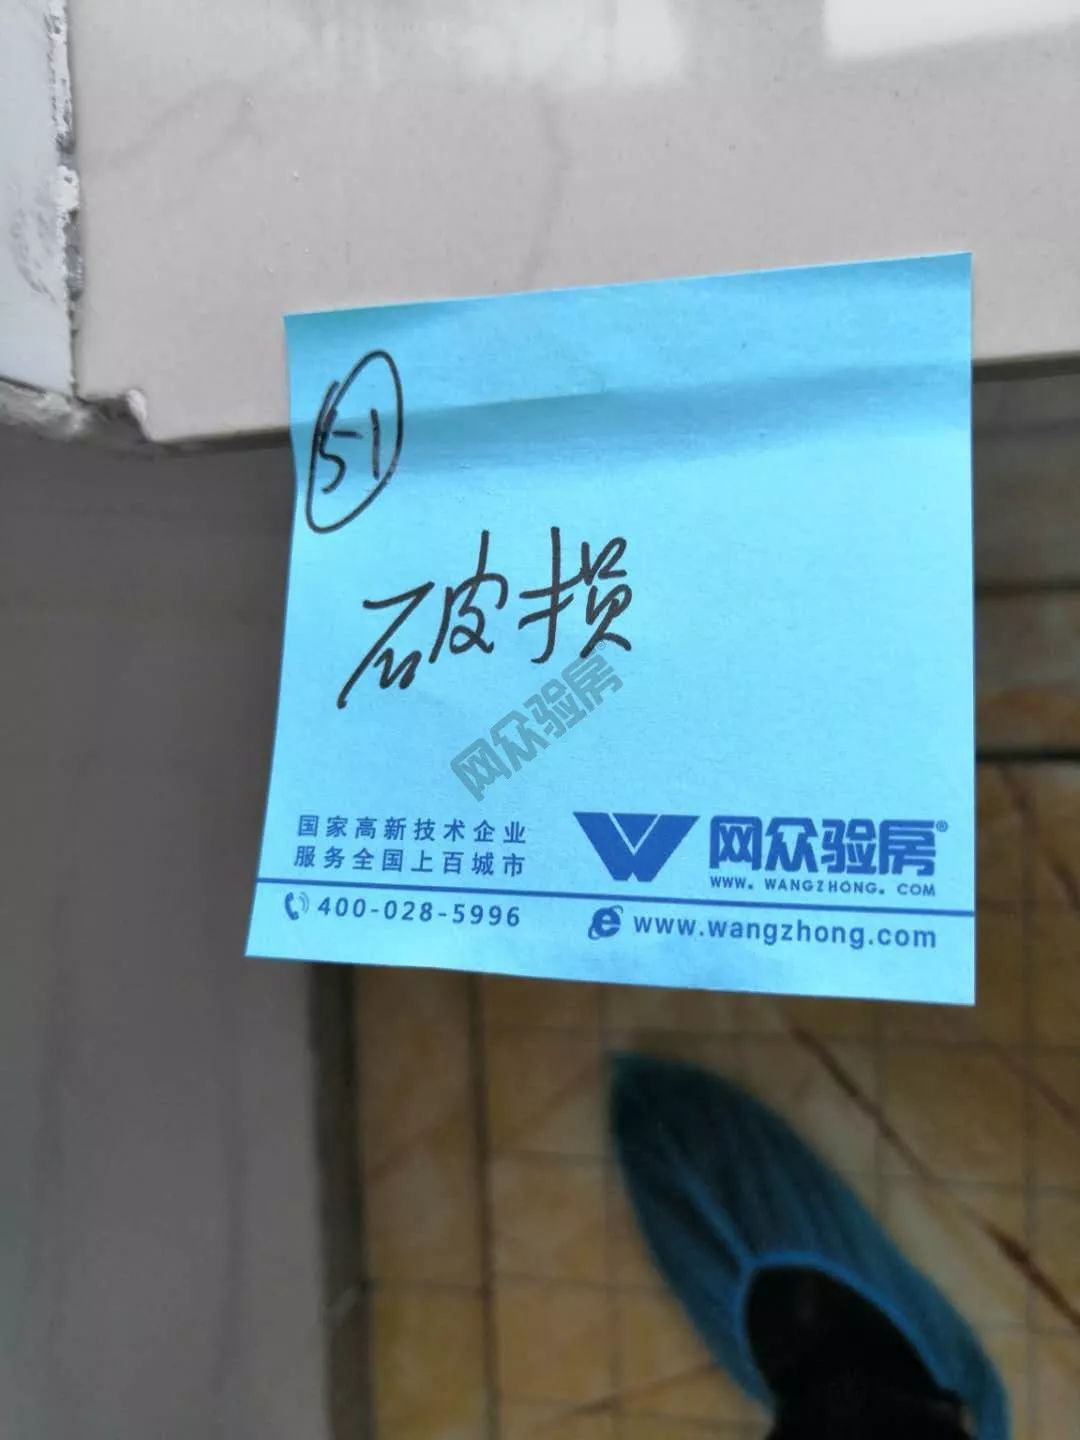 51
破损
网众验房
国家高新技术企业
服务全国上百城市
网众验房®
WWW. WANGZHONG. COM
400-028-5996
www.wangzhong.com